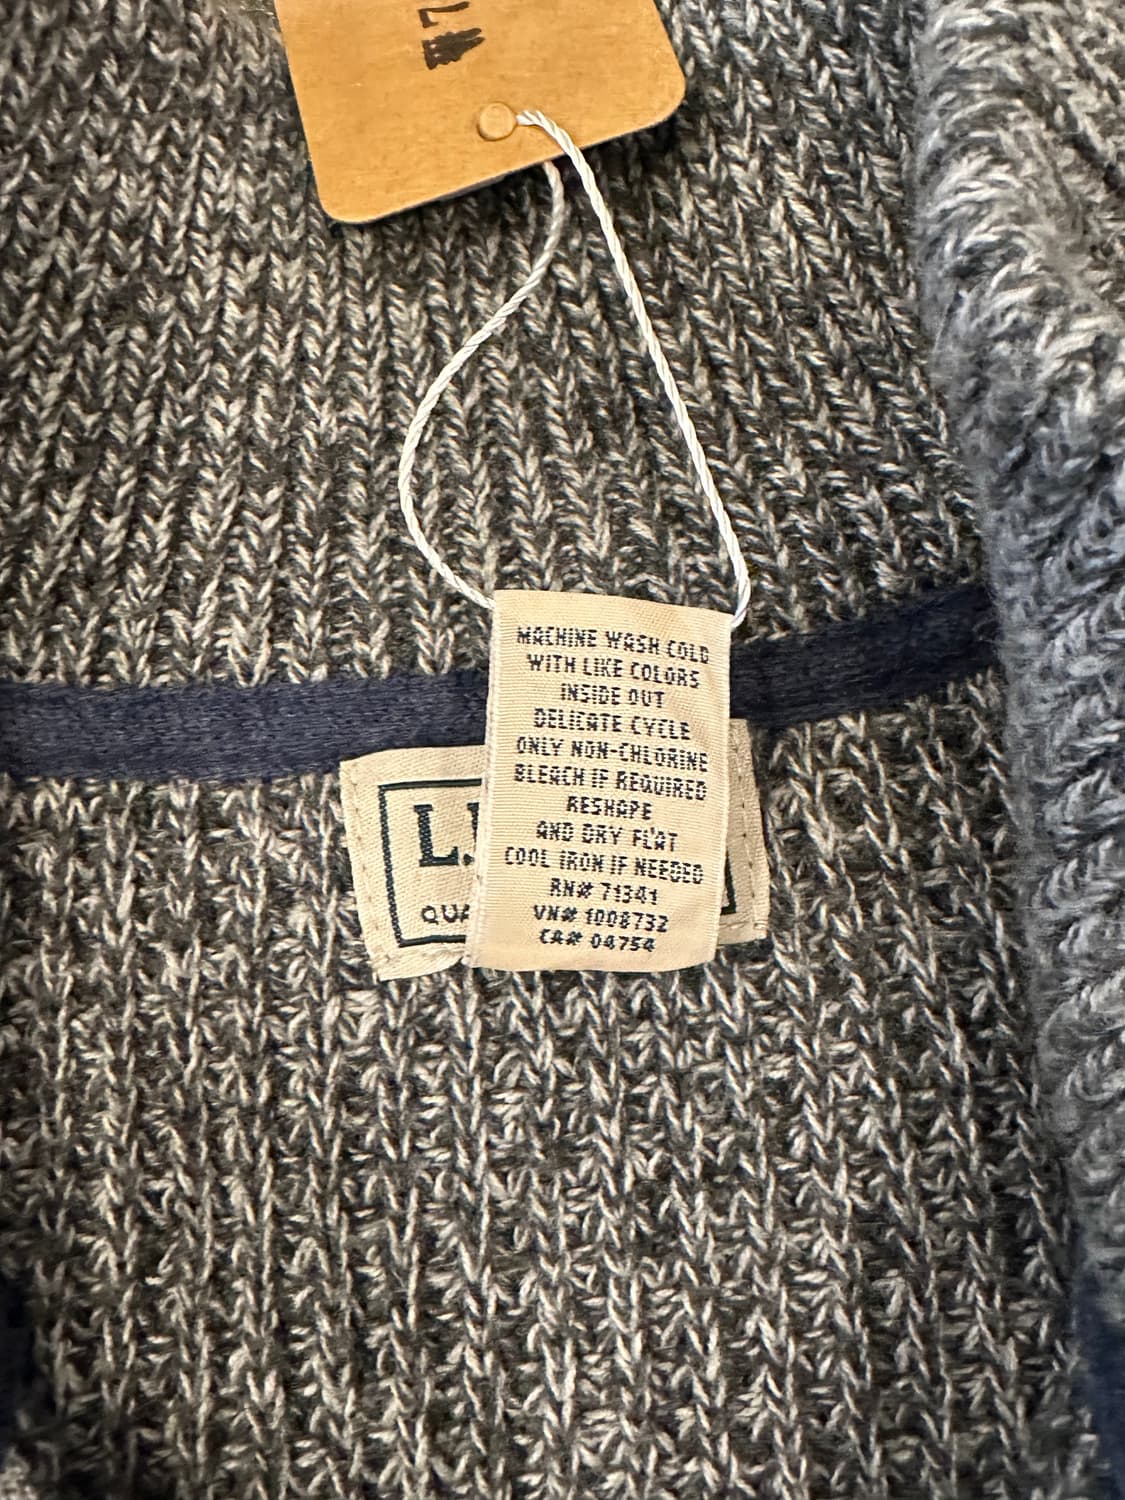 MACHINE WASH COLD
WITH LIKE COLORS
INSIDE OUT
DELICATE CYCLE
ONLY NON-CHLORINE
BLEACH IF REQUIRED
RESHAPE
AND DRY FLAT
COOL IRON IF NEEDED
RN# 71341
VN# 1008732
CA# 04754
L.
QUA